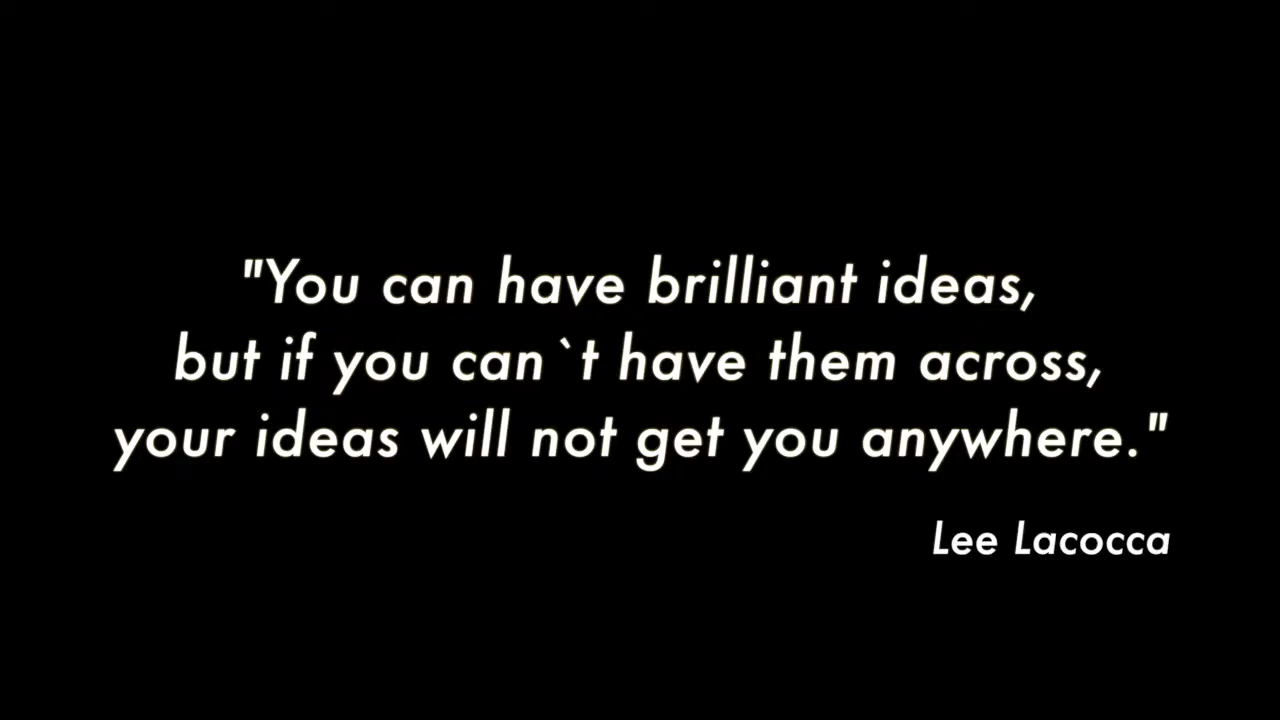 "You can have brilliant ideas,
but if you can`t have them across,
your ideas will not get you anywhere."
Lee Lacocca